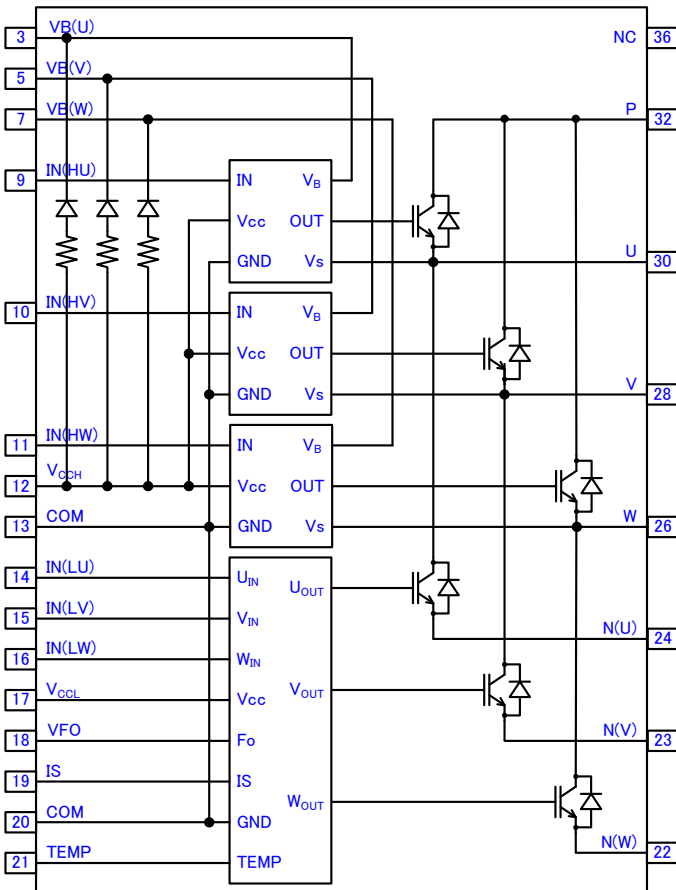 3 VB(U)
5 VB(V)
7 VB(W)
9 IN(HU)
10 IN(HV)
11 IN(HW)
12 VCCH
13 COM
14 IN(LU)
15 IN(LV)
16 IN(LW)
17 VCCL
18 VFO
19 IS
20 COM
21 TEMP
IN VB
Vcc OUT
GND Vs
IN VB
Vcc OUT
GND Vs
IN VB
Vcc OUT
GND Vs
UIN UOUT
VIN
WIN
Vcc VOUT
Fo
IS
WOUT
GND
TEMP
NC 36
P 32
U 30
V 28
W 26
N(U) 24
N(V) 23
N(W) 22